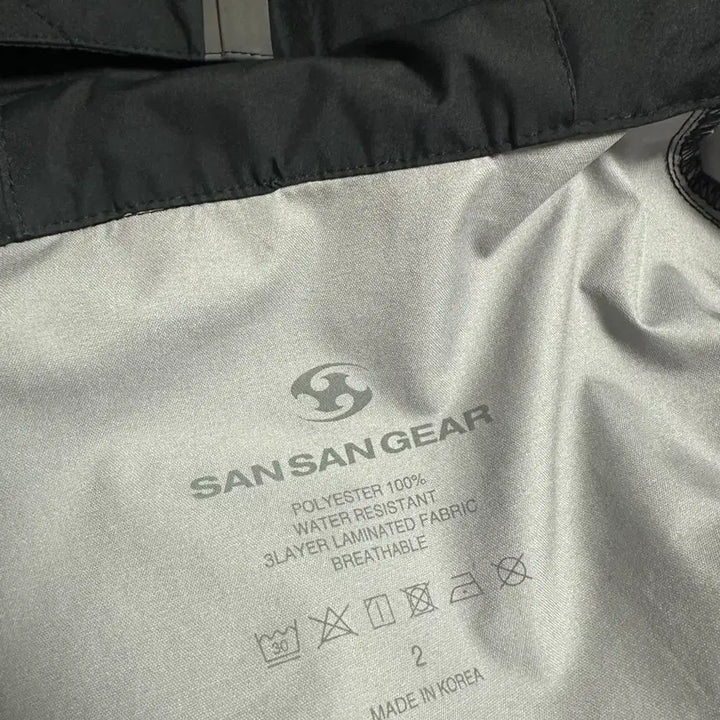 SAN SAN GEAR
POLYESTER 100%
WATER RESISTANT
3LAYER LAMINATED FABRIC
BREATHABLE
30°
2
MADE IN KOREA